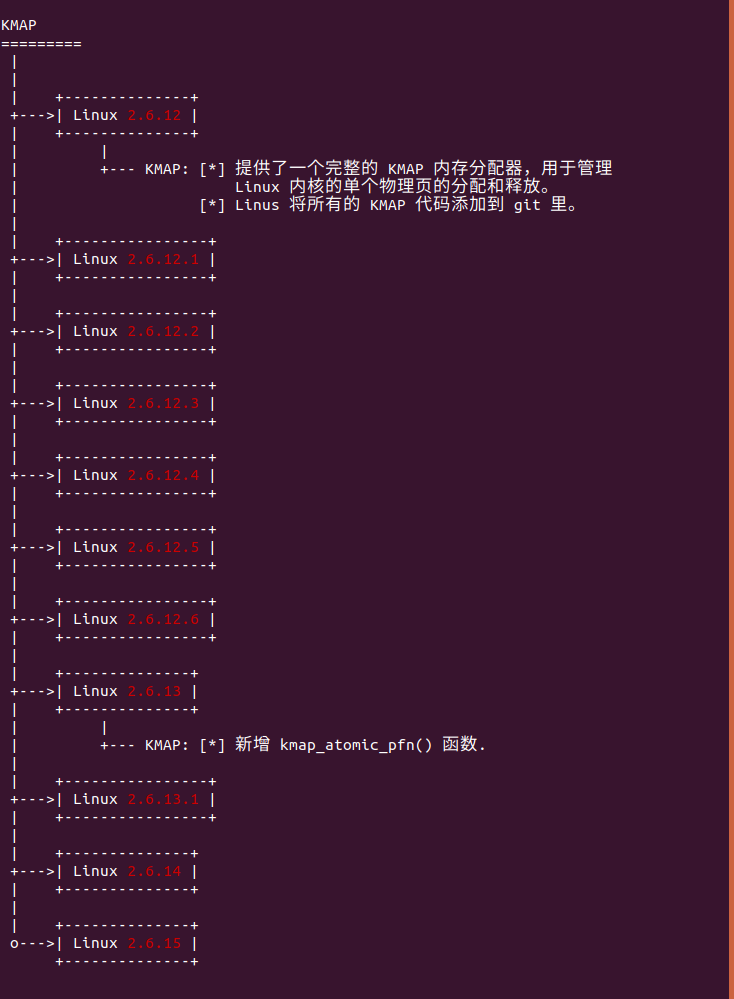 KMAP
=========
 |
 |
 |    +--------------+
 +--->| Linux 2.6.12 |
 |    +--------------+
 |         |
 |         +--- KMAP: [*] 提供了一个完整的 KMAP 内存分配器，用于管理
 |                        Linux 内核的单个物理页的分配和释放。
 |                    [*] Linus 将所有的 KMAP 代码添加到 git 里。
 |
 |    +----------------+
 +--->| Linux 2.6.12.1 |
 |    +----------------+
 |
 |    +----------------+
 +--->| Linux 2.6.12.2 |
 |    +----------------+
 |
 |    +----------------+
 +--->| Linux 2.6.12.3 |
 |    +----------------+
 |
 |    +----------------+
 +--->| Linux 2.6.12.4 |
 |    +----------------+
 |
 |    +----------------+
 +--->| Linux 2.6.12.5 |
 |    +----------------+
 |
 |    +----------------+
 +--->| Linux 2.6.12.6 |
 |    +----------------+
 |
 |    +--------------+
 +--->| Linux 2.6.13 |
 |    +--------------+
 |         |
 |         +--- KMAP: [*] 新增 kmap_atomic_pfn() 函数.
 |
 |    +----------------+
 +--->| Linux 2.6.13.1 |
 |    +----------------+
 |
 |    +--------------+
 +--->| Linux 2.6.14 |
 |    +--------------+
 |
 |    +--------------+
 o--->| Linux 2.6.15 |
      +--------------+